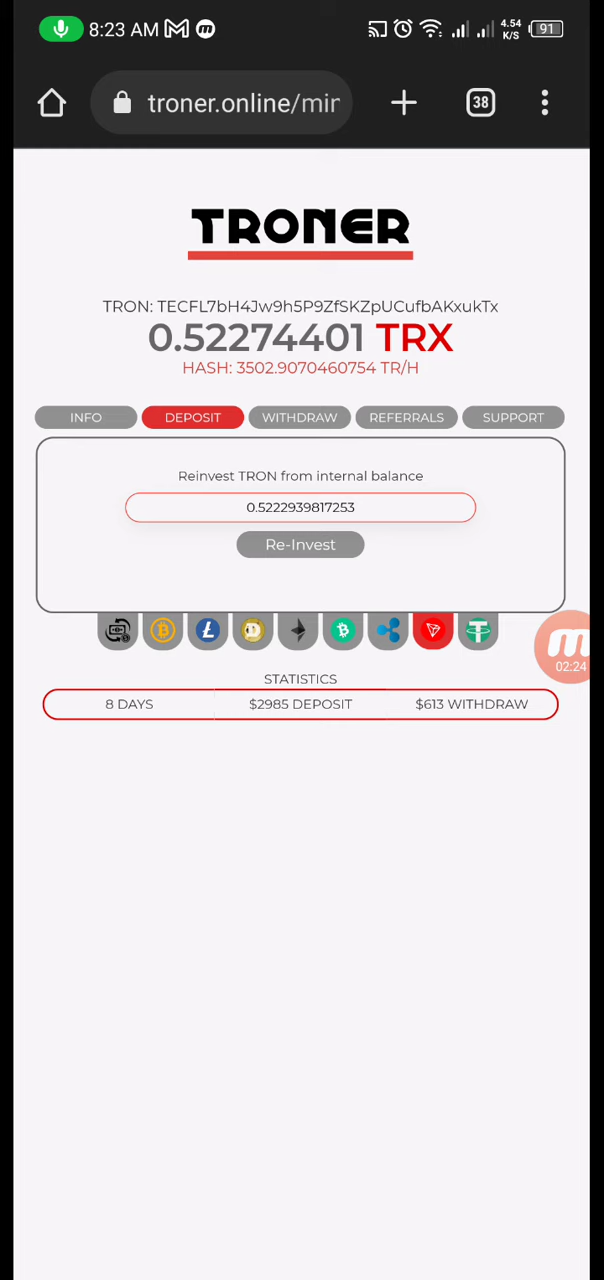 8:23 AM
4.54
K/S
91
troner.online/mir
38
TRONER
TRON: TECFL7bH4Jw9h5P9ZfSKZpUCufbAKxukTx
0.52274401 TRX
HASH: 3502.9070460754 TR/H
INFO
DEPOSIT
WITHDRAW
REFERRALS
SUPPORT
Reinvest TRON from internal balance
0.5222939817253
Re-Invest
02:24
STATISTICS
8 DAYS
$2985 DEPOSIT
$613 WITHDRAW